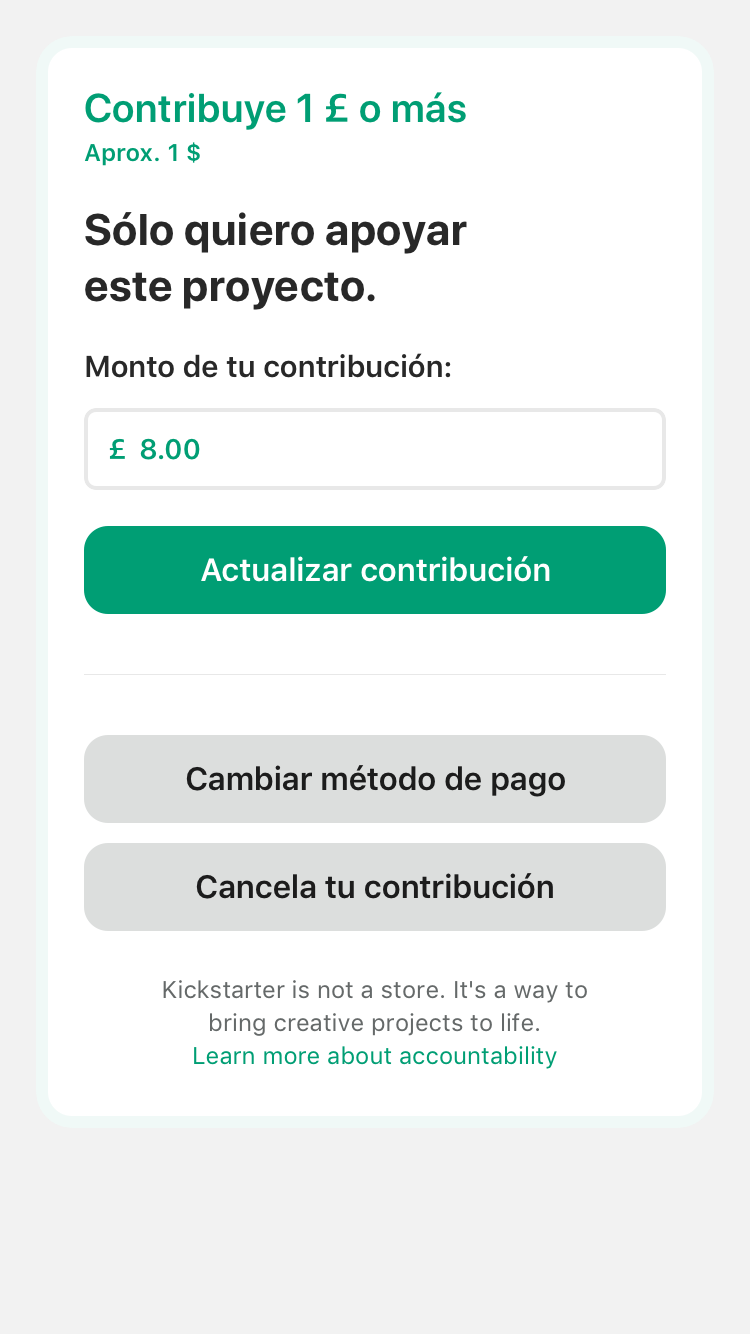 Contribuye 1 £ o más
Aprox. 1 $
Sólo quiero apoyar
este proyecto.
Monto de tu contribución:
£ 8.00
Actualizar contribución
Cambiar método de pago
Cancela tu contribución
Kickstarter is not a store. It's a way to
bring creative projects to life.
Learn more about accountability